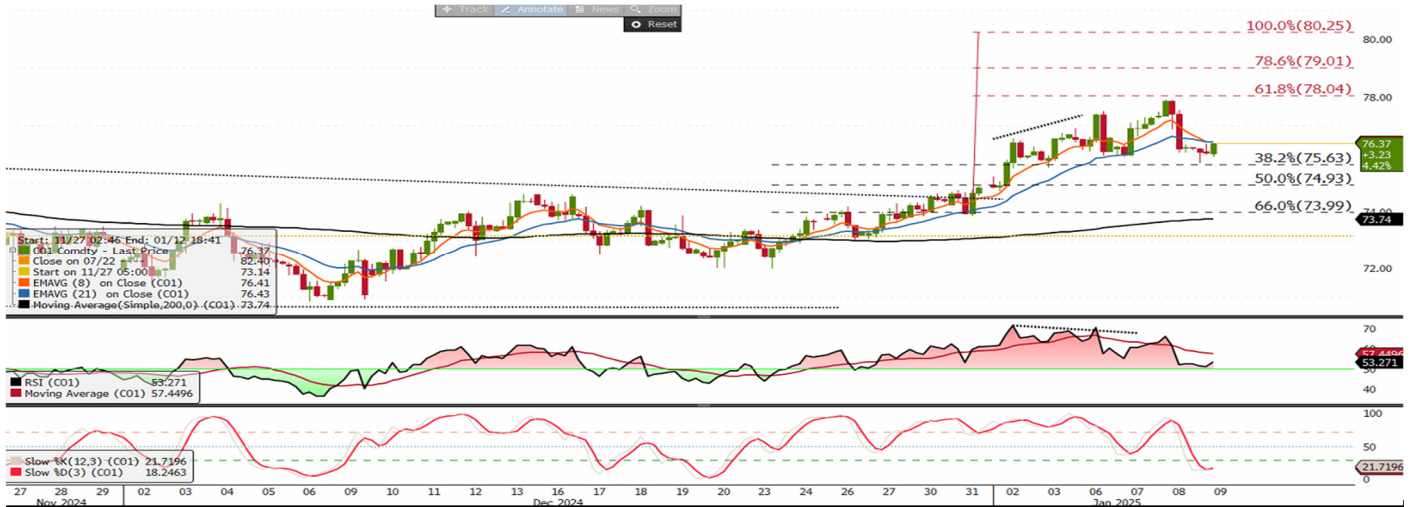 Track Annotate News Zoom
Reset
100.0%(80.25)
80.00
78.6%(79.01)
61.8%(78.04)
78.00
76.37
+3.23
4.42%
38.2%(75.63)
50.0%(74.93)
66.0%(73.99)
74.00
73.74
72.00
Start: 11/27 02:46 End: 01/12 18:41
CO1 Comdty - Last Price 76.37
Close on 07/22 82.40
Start on 11/27 05:00 73.14
EMAVG (8) on Close (CO1) 76.41
EMAVG (21) on Close (CO1) 76.43
Moving Average(Simple,200,0) (CO1) 73.74
70
57.4496
53.271
50
40
RSI (CO1) 53.271
Moving Average (CO1) 57.4496
100
50
21.7196
0
Slow %K(12,3) (CO1) 21.7196
Slow %D(3) (CO1) 18.2463
27 28 29 02 03 04 05 06 09 10 11 12 13 16 17 18 19 20 23 24 26 27 30 31 02 03 06 07 08 09
Nov 2024 Dec 2024 Jan 2025